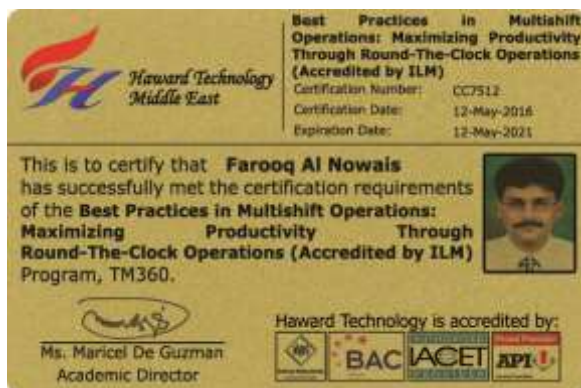 Haward Technology
Middle East
Best Practices in Multishift
Operations: Maximizing Productivity
Through Round-The-Clock Operations
(Accredited by ILM)
Certification Number: CC7512
Certification Date: 12-May-2016
Expiration Date: 12-May-2021
This is to certify that Farooq Al Nowais
has successfully met the certification requirements
of the Best Practices in Multishift Operations:
Maximizing Productivity Through
Round-The-Clock Operations (Accredited by ILM)
Program, TM360.
Ms. Maricel De Guzman
Academic Director
Haward Technology is accredited by:
BAC
IACET
API